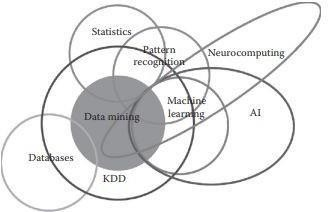 Statistics
Pattern
recognition
Neurocomputing
Machine
learning
Data mining
AI
Databases
KDD